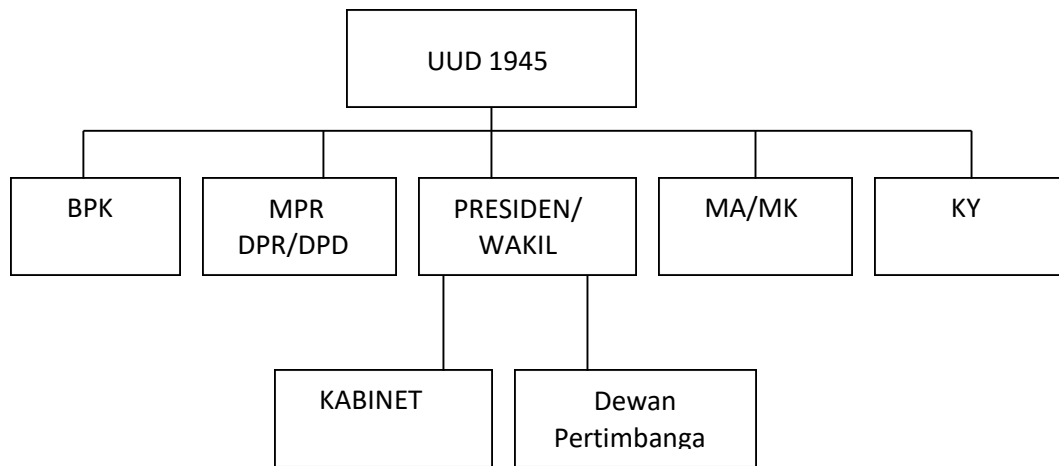 UUD 1945
BPK
MPR
DPR/DPD
PRESIDEN/
WAKIL
MA/MK
KY
KABINET
Dewan
Pertimbanga